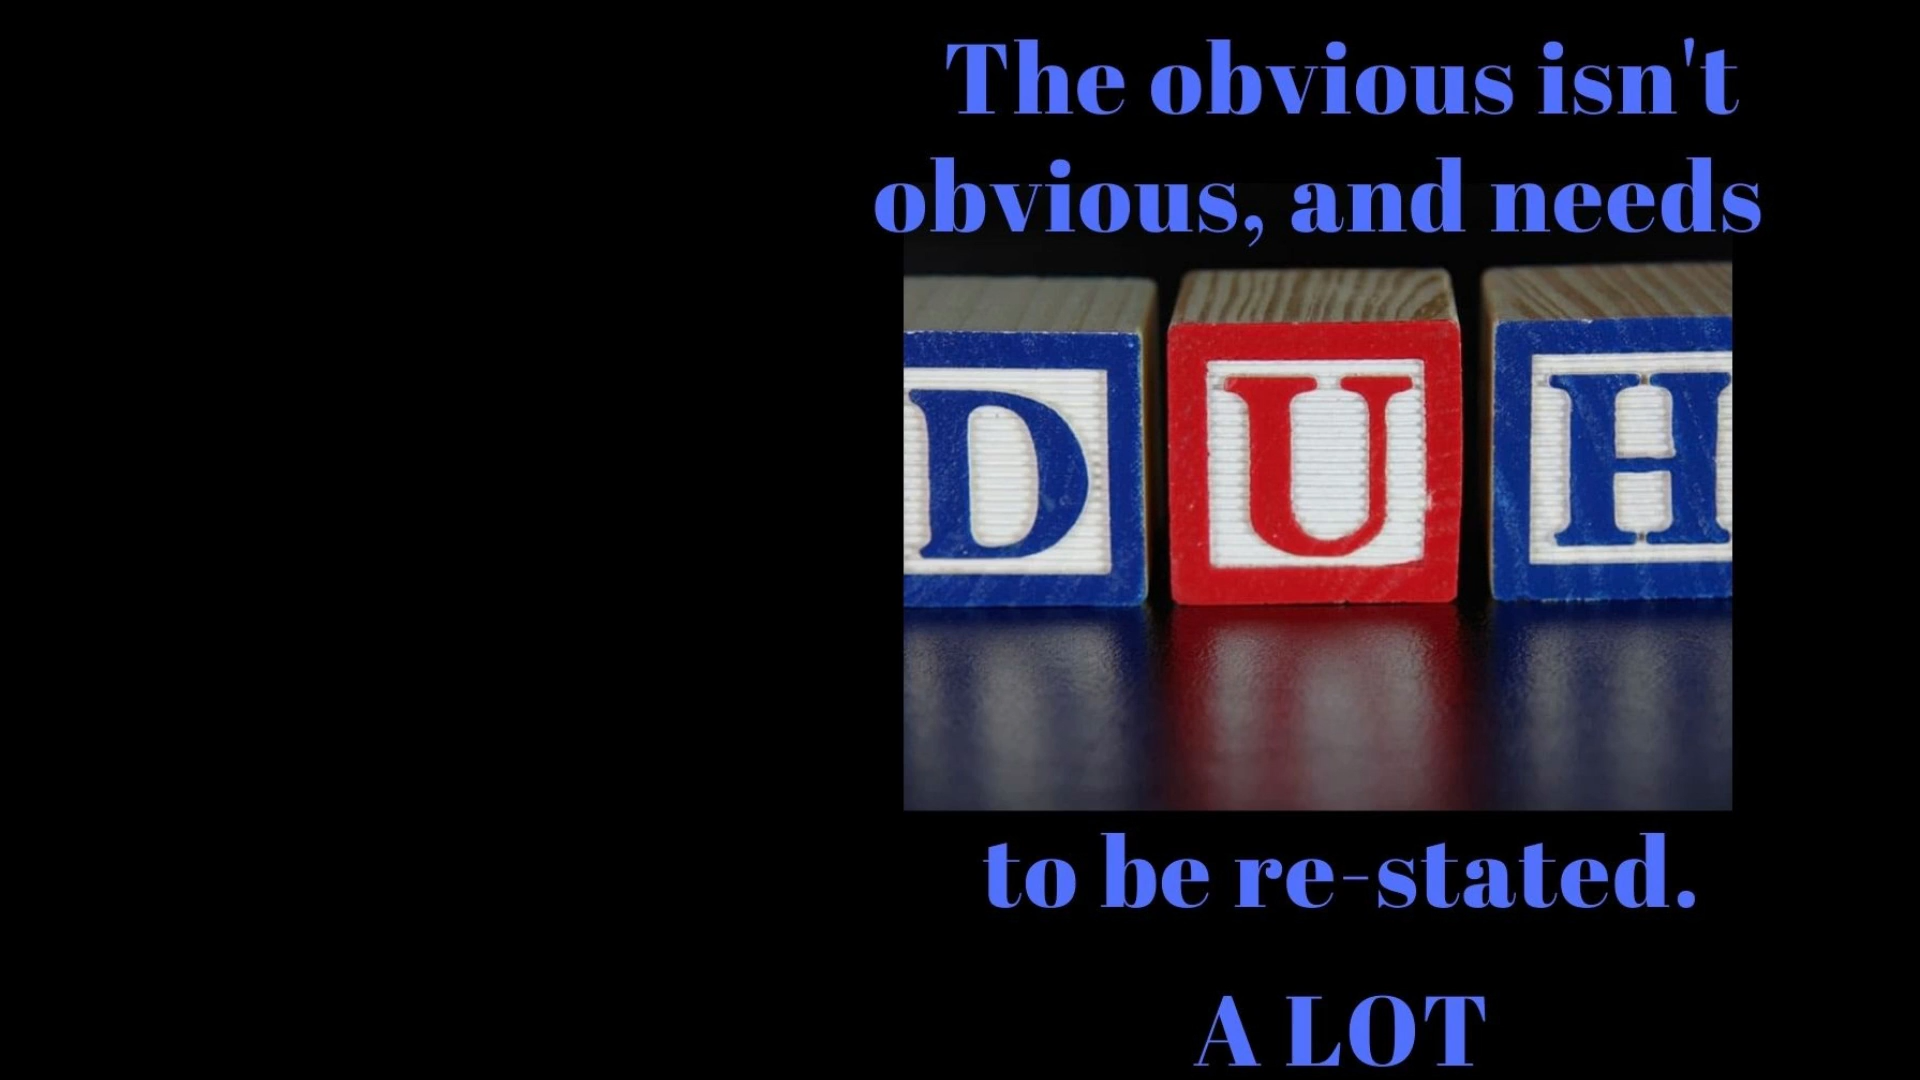 The obvious isn't
obvious, and needs
D U H
to be re-stated.
A LOT